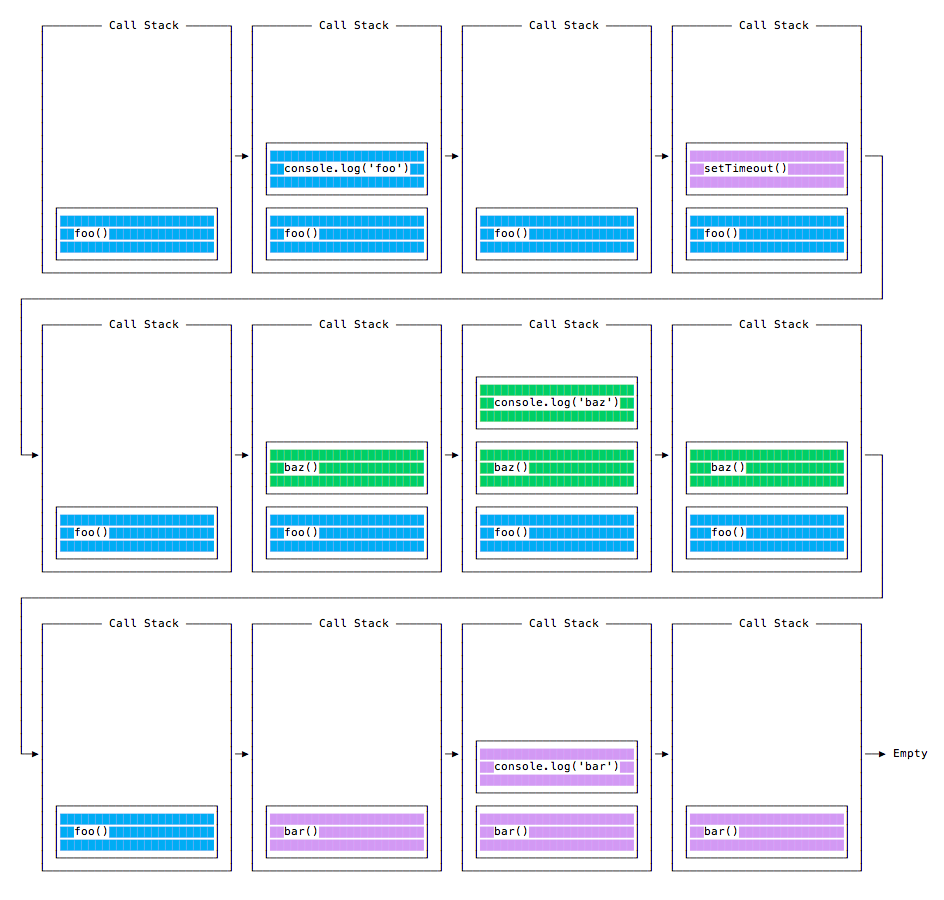 Call Stack
Call Stack
Call Stack
Call Stack
console.log('foo')
setTimeout()
foo()
foo()
foo()
foo()
Call Stack
Call Stack
Call Stack
Call Stack
console.log('baz')
baz()
baz()
baz()
foo()
foo()
foo()
foo()
Call Stack
Call Stack
Call Stack
Call Stack
Empty
console.log('bar')
foo()
bar()
bar()
bar()